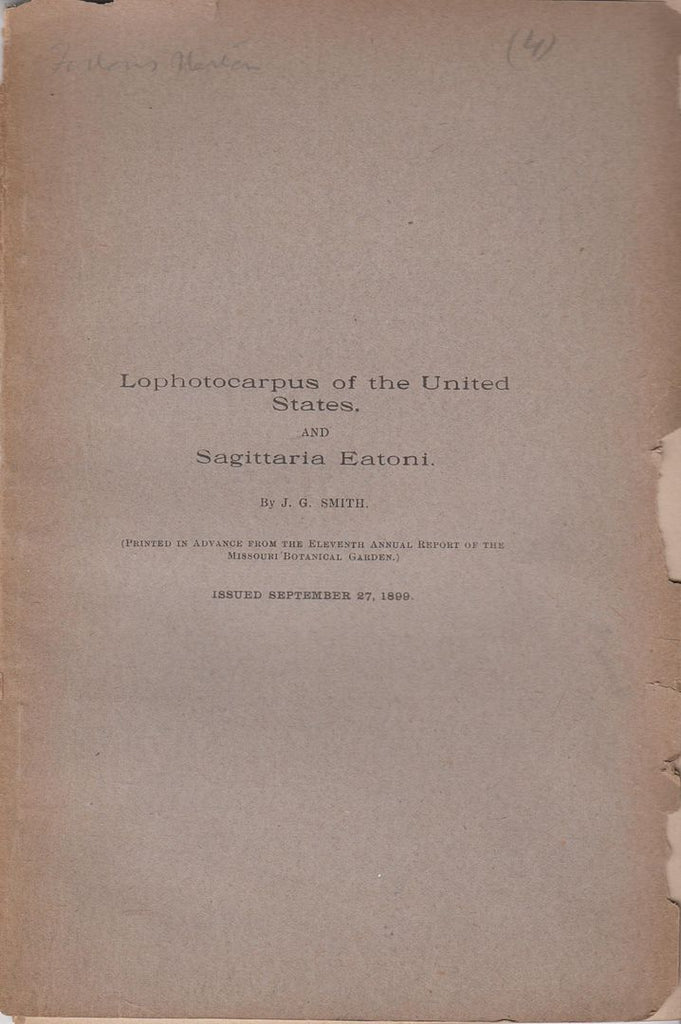 (4)
Lophotocarpus of the United
States.
AND
Sagittaria Eatoni.
By J. G. SMITH.
(Printed in Advance from the Eleventh Annual Report of the
Missouri Botanical Garden.)
ISSUED SEPTEMBER 27, 1899.